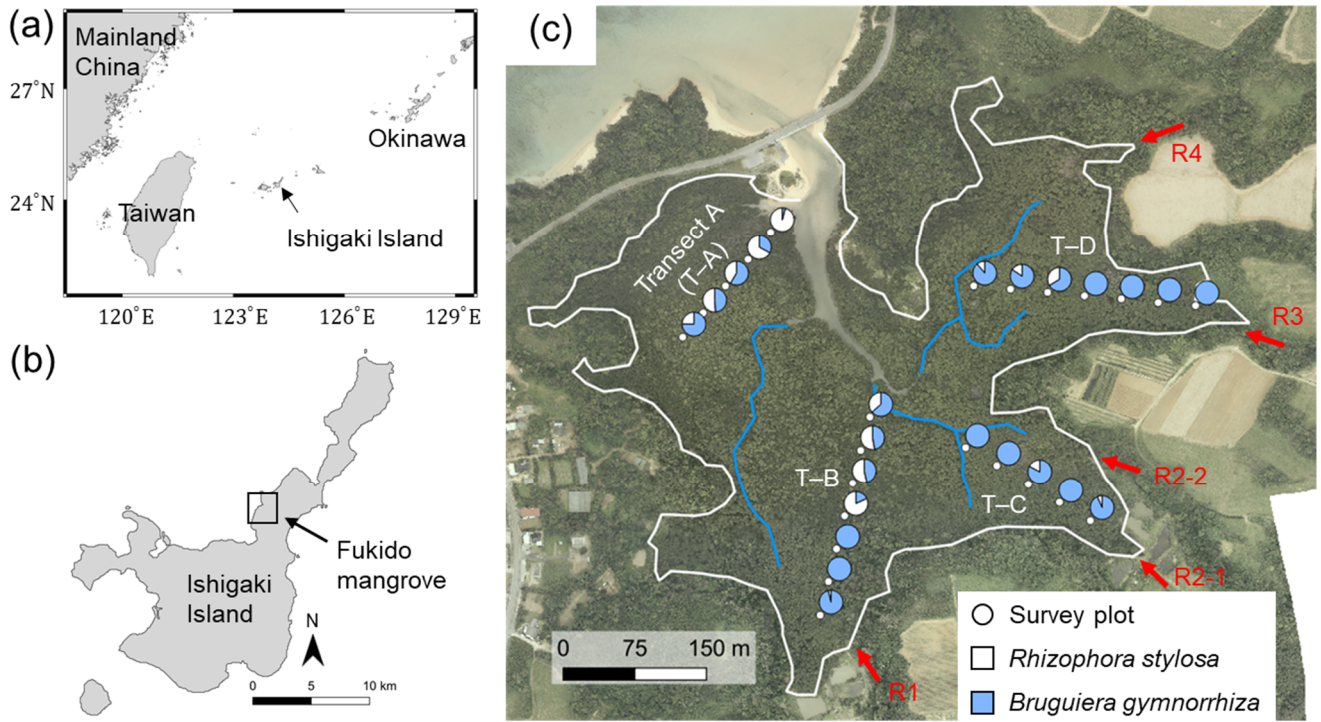 (a)
Mainland
China
27°N
Okinawa
24°N
Taiwan
Ishigaki Island
120°E
123°E
126°E
129°E
(b)
Fukido
mangrove
Ishigaki
Island
N
0
5
10 km
(c)
R4
Transect A
(T–A)
T–D
R3
T–B
R2-2
T–C
R2-1
R1
0
75
150 m
Survey plot
Rhizophora stylosa
Bruguiera gymnorrhiza